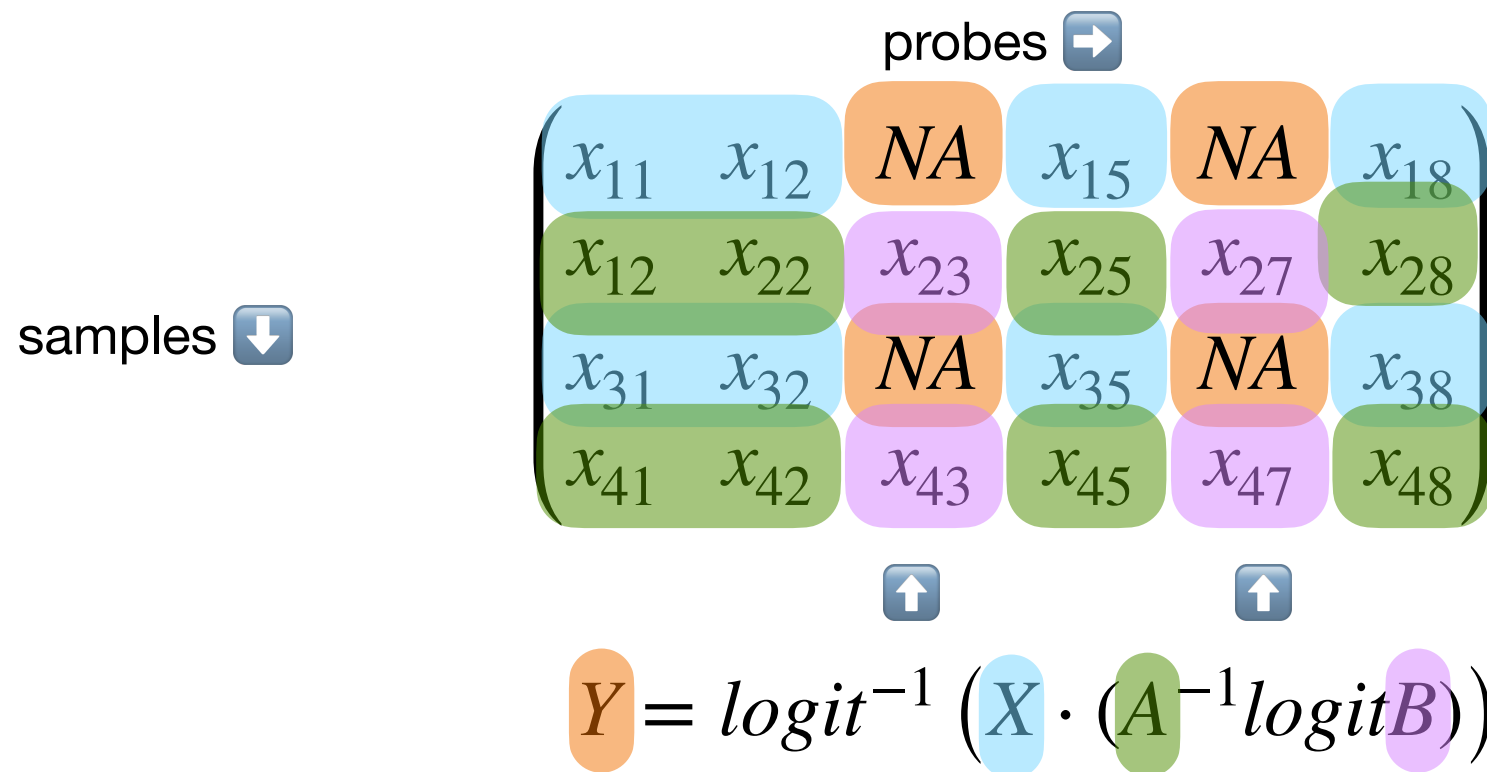 probes ➡️
x₁₁ x₁₂ NA x₁₅ NA x₁₈
x₁₂ x₂₂ x₂₃ x₂₅ x₂₇ x₂₈
samples ⬇️
x₃₁ x₃₂ NA x₃₅ NA x₃₈
x₄₁ x₄₂ x₄₃ x₄₅ x₄₇ x₄₈
⬆️ ⬆️
Y = logit⁻¹ (X · (A⁻¹logitB))